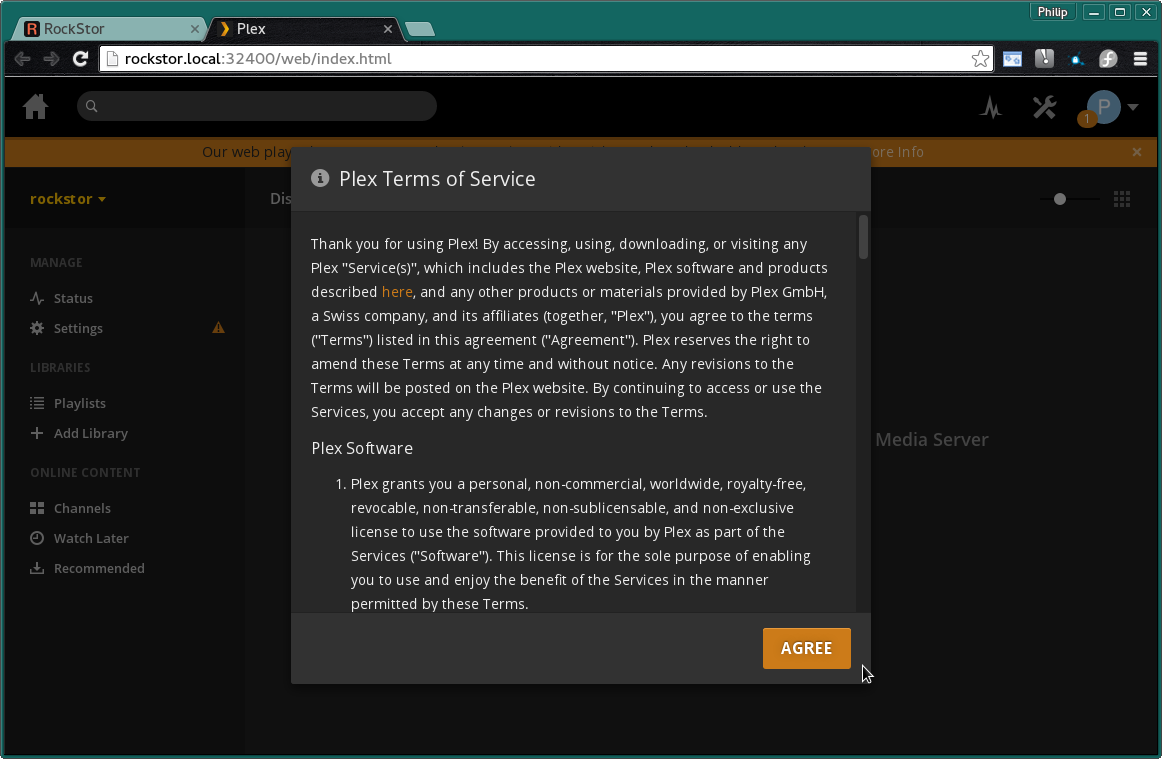 Philip
RockStor
Plex
rockstor.local:32400/web/index.html
P
1
Our web play
ore Info
Plex Terms of Service
rockstor
Dis
Thank you for using Plex! By accessing, using, downloading, or visiting any
Plex "Service(s)", which includes the Plex website, Plex software and products
described here, and any other products or materials provided by Plex GmbH,
a Swiss company, and its affiliates (together, "Plex"), you agree to the terms
("Terms") listed in this agreement ("Agreement"). Plex reserves the right to
amend these Terms at any time and without notice. Any revisions to the
Terms will be posted on the Plex website. By continuing to access or use the
Services, you accept any changes or revisions to the Terms.
Plex Software
1. Plex grants you a personal, non-commercial, worldwide, royalty-free,
revocable, non-transferable, non-sublicensable, and non-exclusive
license to use the software provided to you by Plex as part of the
Services ("Software"). This license is for the sole purpose of enabling
you to use and enjoy the benefit of the Services in the manner
permitted by these Terms.
AGREE
MANAGE
Status
Settings
LIBRARIES
Playlists
Add Library
ONLINE CONTENT
Channels
Watch Later
Recommended
Media Server